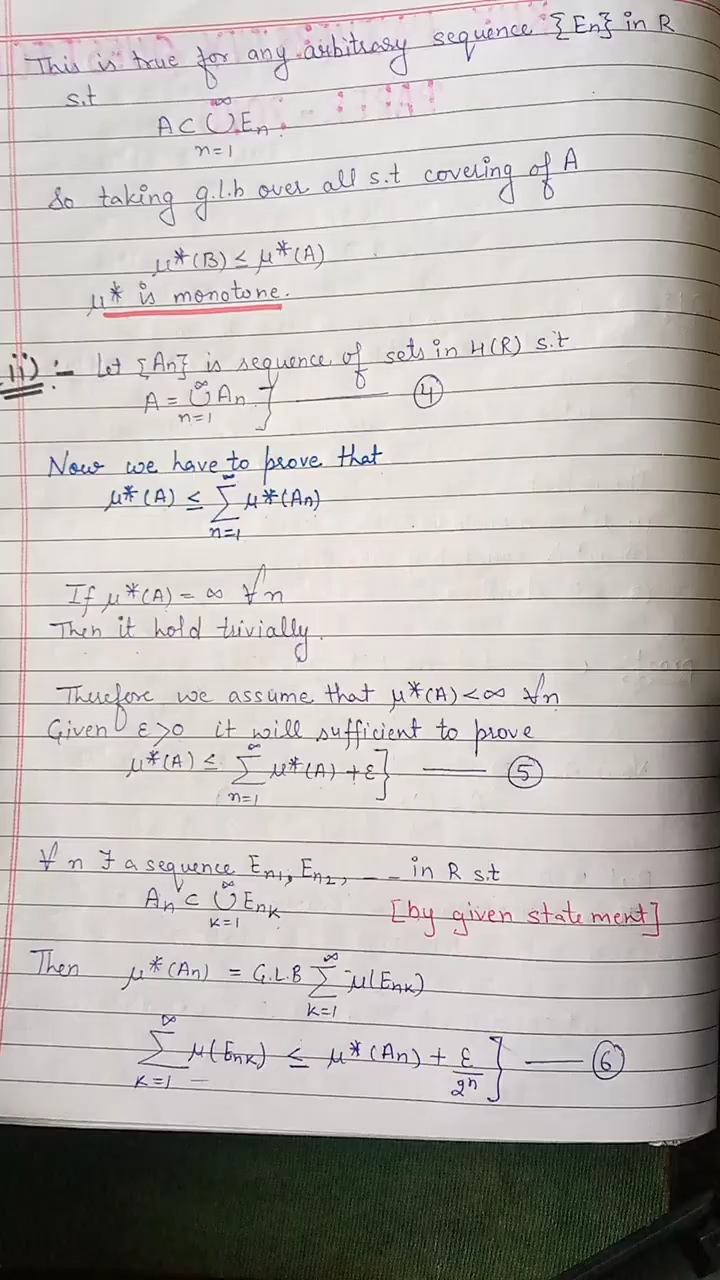 This is true for any arbitrary sequence {En} in R
s.t
A ⊂ ∞⋃n=1 En.
So taking g.l.b over all s.t covering of A
μ*(B) ≤ μ*(A)
μ* is monotone.
ii) :- Let {An} is sequence of sets in H(R) s.t
A = ∞⋃n=1 An ] —— ④
Now we have to prove that
μ*(A) ≤ ∞∑n=1 μ*(An)
If μ*(A) = ∞ ∀n
Then it hold trivially.
Therefore we assume that μ*(A) < ∞ ∀n
Given ε>0 it will sufficient to prove
μ*(A) ≤ ∞∑n=1 μ*(A) + ε ] —— ⑤
∀ n ∃ a sequence En1, En2, -- in R s.t
An ⊂ ∞⋃k=1 Enk [by given statement]
Then μ*(An) = G.L.B ∞∑k=1 μ(Enk)
∞∑k=1 μ(Enk) ≤ μ*(An) + ε/2ⁿ ] —— ⑥